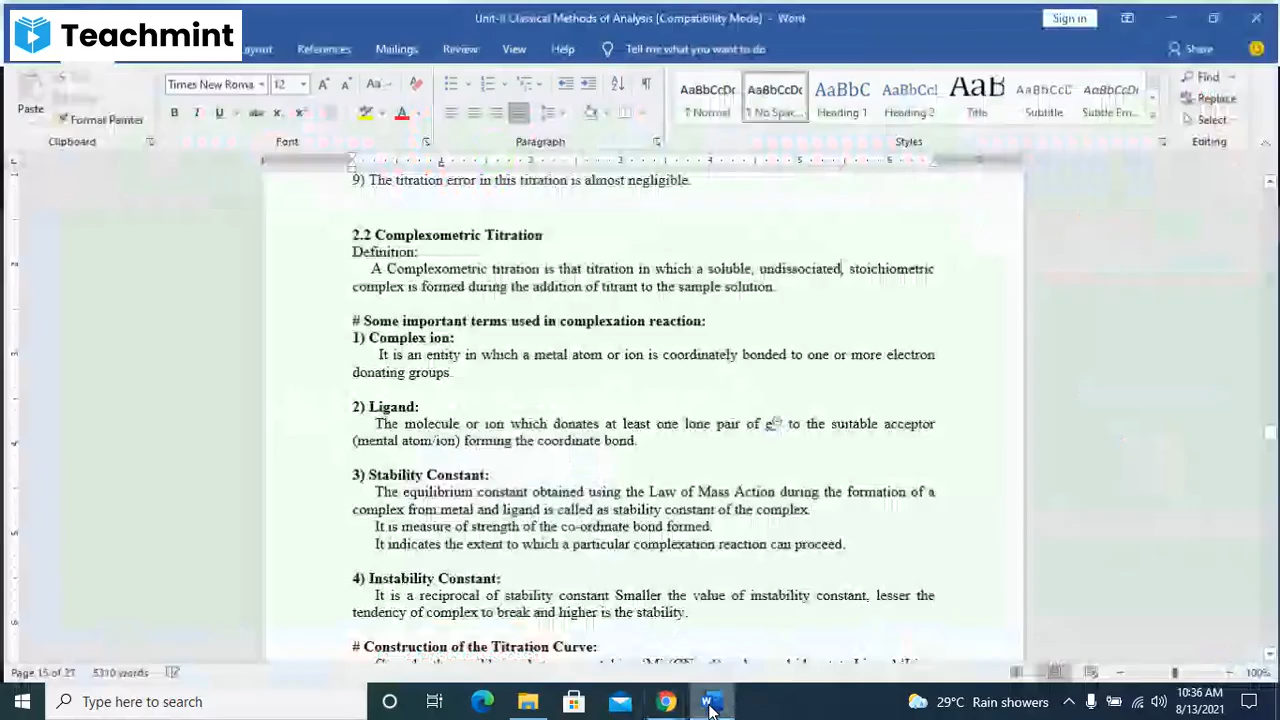 Unit-II Classical Methods of Analysis [Compatibility Mode] - Word
Sign in
Teachmint
References
Mailings
Review
View
Help
Tell me what you want to do
Share
Paste
Format Painter
Clipboard
Times New Roma
12
Font
Paragraph
AaBbCcDc
¶ Normal
AaBbCcDc
¶ No Spac...
AaBbC
Heading 1
AaBbCcl
Heading 2
AaB
Title
AaBbCcD
Subtitle
AaBbCcDt
Subtle Em...
Styles
Find
Replace
Select
Editing
9) The titration error in this titration is almost negligible.
2.2 Complexometric Titration
Definition:
A Complexometric titration is that titration in which a soluble, undissociated, stoichiometric
complex is formed during the addition of titrant to the sample solution.
# Some important terms used in complexation reaction:
1) Complex ion:
It is an entity in which a metal atom or ion is coordinately bonded to one or more electron
donating groups.
2) Ligand:
The molecule or ion which donates at least one lone pair of to the suitable acceptor
(mental atom/ion) forming the coordinate bond.
3) Stability Constant:
The equilibrium constant obtained using the Law of Mass Action during the formation of a
complex from metal and ligand is called as stability constant of the complex.
It is measure of strength of the co-ordinate bond formed.
It indicates the extent to which a particular complexation reaction can proceed.
4) Instability Constant:
It is a reciprocal of stability constant Smaller the value of instability constant, lesser the
tendency of complex to break and higher is the stability.
# Construction of the Titration Curve:
Page 15 of 27
5310 words
100%
Type here to search
29°C Rain showers
10:36 AM
8/13/2021